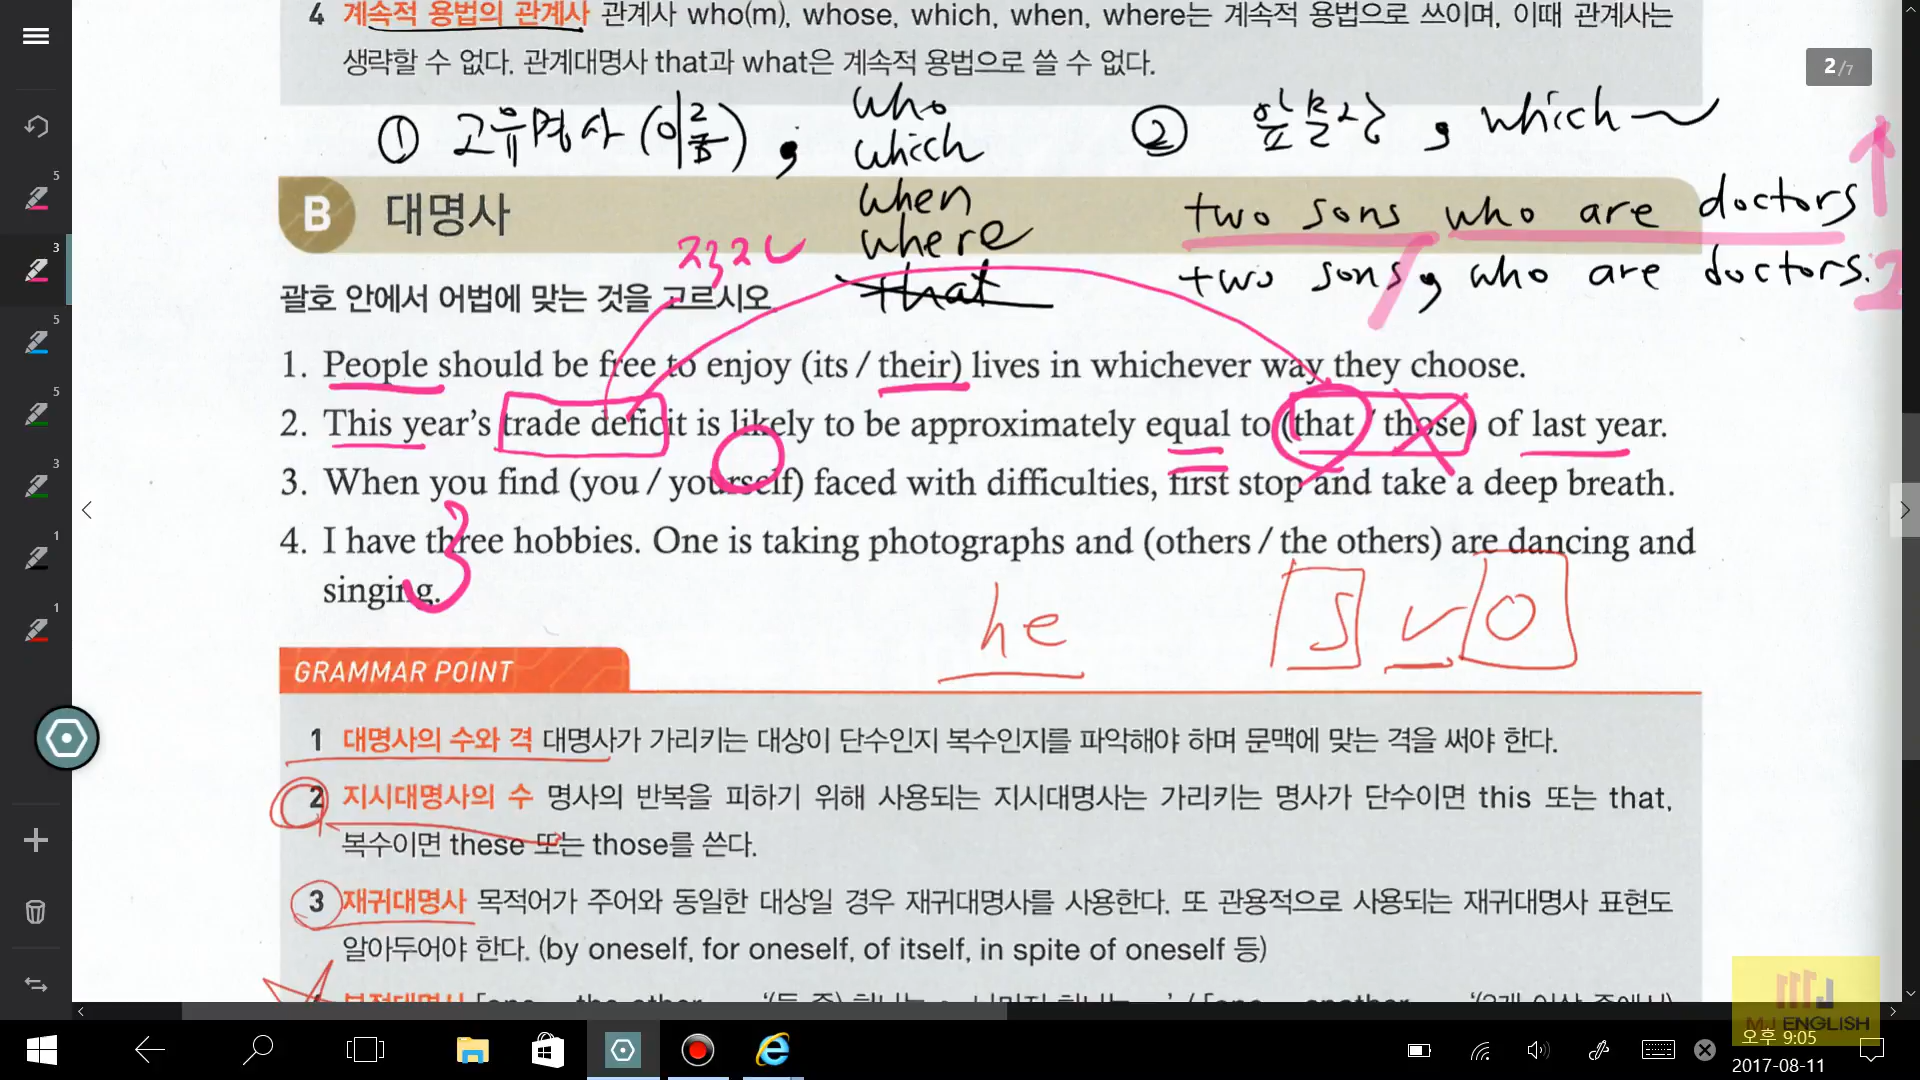 4 계속적 용법의 관계사 관계사 who(m), whose, which, when, where는 계속적 용법으로 쓰이며, 이때 관계사는
생략할 수 없다. 관계대명사 that과 what은 계속적 용법으로 쓸 수 없다.
2/7
① 고유명사 (이름) , who
which
when
where
that
② 앞문장 , which
two sons who are doctors
two sons, who are doctors.
B 대명사
괄호 안에서 어법에 맞는 것을 고르시오.
1. People should be free to enjoy (its / their) lives in whichever way they choose.
2. This year's trade deficit is likely to be approximately equal to (that / those) of last year.
3. When you find (you / yourself) faced with difficulties, first stop and take a deep breath.
4. I have three hobbies. One is taking photographs and (others / the others) are dancing and
singing.
3
he
S V O
GRAMMAR POINT
1 대명사의 수와 격 대명사가 가리키는 대상이 단수인지 복수인지를 파악해야 하며 문맥에 맞는 격을 써야 한다.
2 지시대명사의 수 명사의 반복을 피하기 위해 사용되는 지시대명사는 가리키는 명사가 단수이면 this 또는 that,
복수이면 these 또는 those를 쓴다.
3 재귀대명사 목적어가 주어와 동일한 대상일 경우 재귀대명사를 사용한다. 또 관용적으로 사용되는 재귀대명사 표현도
알아두어야 한다. (by oneself, for oneself, of itself, in spite of oneself 등)
5
3
5
5
3
1
1
MJ ENGLISH
오후 9:05
2017-08-11